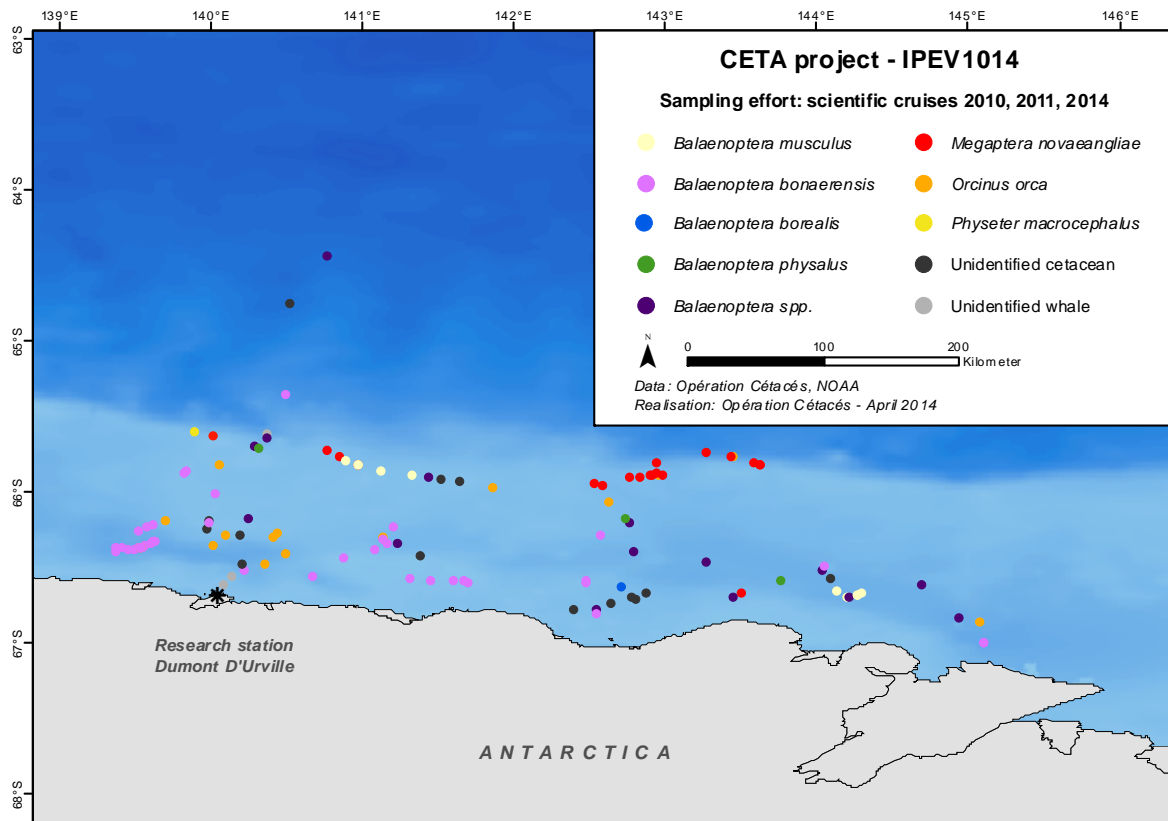 139°E 140°E 141°E 142°E 143°E 144°E 145°E 146°E
63°S
64°S
65°S
66°S
67°S
68°S
CETA project - IPEV1014
Sampling effort: scientific cruises 2010, 2011, 2014
Balaenoptera musculus
Balaenoptera bonaerensis
Balaenoptera borealis
Balaenoptera physalus
Balaenoptera spp.
Megaptera novaeangliae
Orcinus orca
Physeter macrocephalus
Unidentified cetacean
Unidentified whale
N
0 100 200
Kilometer
Data: Opération Cétacés, NOAA
Realisation: Opération Cétacés - April 2014
Research station
Dumont D'Urville
ANTARCTICA